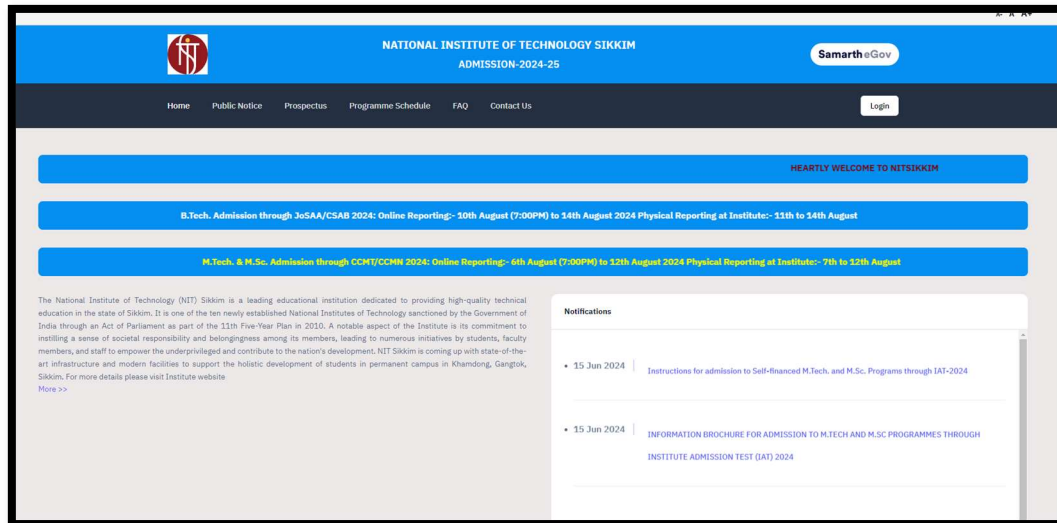 A- A A+
NATIONAL INSTITUTE OF TECHNOLOGY SIKKIM
ADMISSION-2024-25
Samarth eGov
Home Public Notice Prospectus Programme Schedule FAQ Contact Us Login
HEARTLY WELCOME TO NITSIKKIM
B.Tech. Admission through JoSAA/CSAB 2024: Online Reporting:- 10th August (7:00PM) to 14th August 2024 Physical Reporting at Institute:- 11th to 14th August
M.Tech. & M.Sc. Admission through CCMT/CCMN 2024: Online Reporting:- 6th August (7:00PM) to 12th August 2024 Physical Reporting at Institute:- 7th to 12th August
The National Institute of Technology (NIT) Sikkim is a leading educational institution dedicated to providing high-quality technical
education in the state of Sikkim. It is one of the ten newly established National Institutes of Technology sanctioned by the Government of
India through an Act of Parliament as part of the 11th Five-Year Plan in 2010. A notable aspect of the Institute is its commitment to
instilling a sense of societal responsibility and belongingness among its members, leading to numerous initiatives by students, faculty
members, and staff to empower the underprivileged and contribute to the nation's development. NIT Sikkim is coming up with state-of-the-
art infrastructure and modern facilities to support the holistic development of students in permanent campus in Khamdong, Gangtok,
Sikkim. For more details please visit Institute website
More >>
Notifications
15 Jun 2024 Instructions for admission to Self-financed M.Tech. and M.Sc. Programs through IAT-2024
15 Jun 2024 INFORMATION BROCHURE FOR ADMISSION TO M.TECH AND M.SC PROGRAMMES THROUGH
INSTITUTE ADMISSION TEST (IAT) 2024